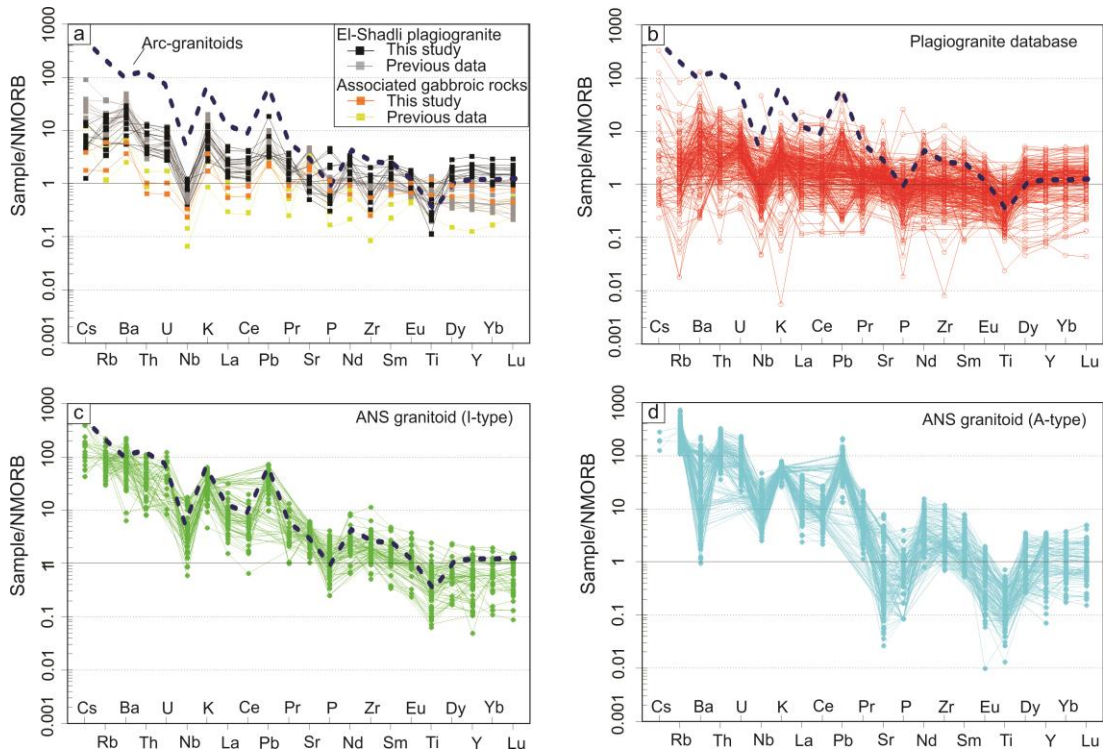 a
Arc-granitoids
El-Shadli plagiogranite
This study
Previous data
Associated gabbroic rocks
This study
Previous data
Sample/NMORB
1000
100
10
1
0.1
0.01
0.001
Cs Ba U K Ce Pr P Zr Eu Dy Yb
Rb Th Nb La Pb Sr Nd Sm Ti Y Lu
b
Plagiogranite database
Sample/NMORB
1000
100
10
1
0.1
0.01
0.001
Cs Ba U K Ce Pr P Zr Eu Dy Yb
Rb Th Nb La Pb Sr Nd Sm Ti Y Lu
c
ANS granitoid (I-type)
Sample/NMORB
1000
100
10
1
0.1
0.01
0.001
Cs Ba U K Ce Pr P Zr Eu Dy Yb
Rb Th Nb La Pb Sr Nd Sm Ti Y Lu
d
ANS granitoid (A-type)
Sample/NMORB
1000
100
10
1
0.1
0.01
0.001
Cs Ba U K Ce Pr P Zr Eu Dy Yb
Rb Th Nb La Pb Sr Nd Sm Ti Y Lu